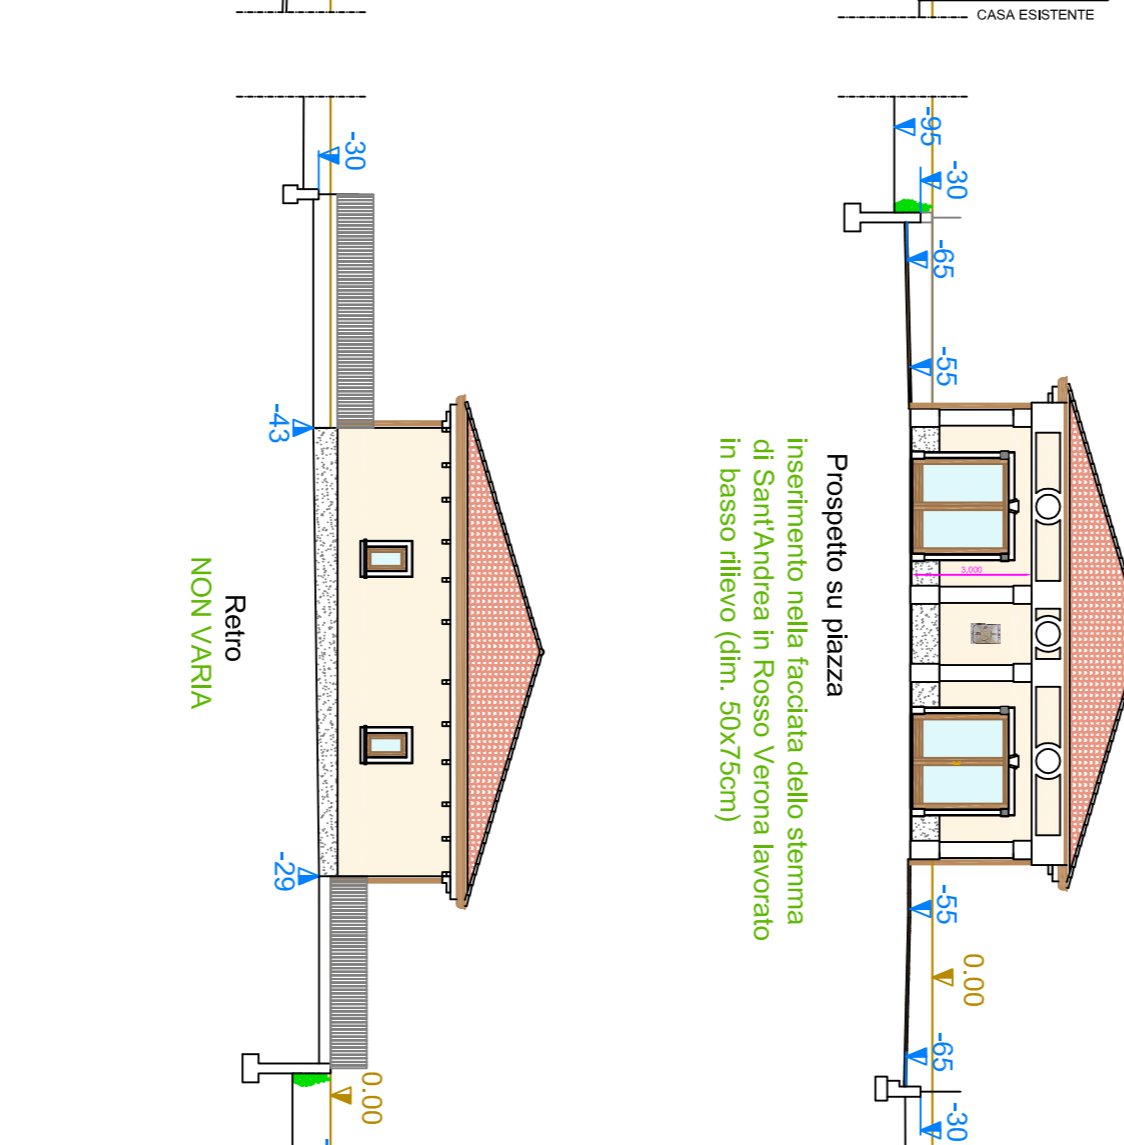 CASA ESISTENTE
-95
-30
-65
-55
3,000
-55
0.00
-65
-30
Prospetto su piazza
inserimento nella facciata dello stemma
di Sant'Andrea in Rosso Verona lavorato
in basso rilievo (dim. 50x75cm)
-30
-43
-29
0.00
Retro
NON VARIA